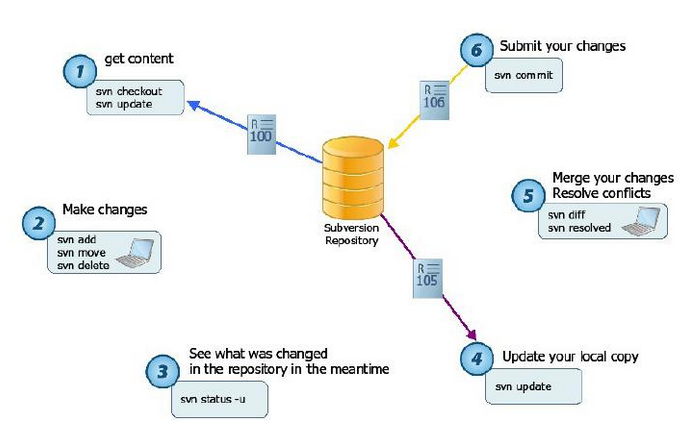 1
get content
svn checkout
svn update
R
100
6
Submit your changes
svn commit
R
106
2
Make changes
svn add
svn move
svn delete
Subversion
Repository
5
Merge your changes
Resolve conflicts
svn diff
svn resolved
R
105
3
See what was changed
in the repository in the meantime
svn status -u
4
Update your local copy
svn update